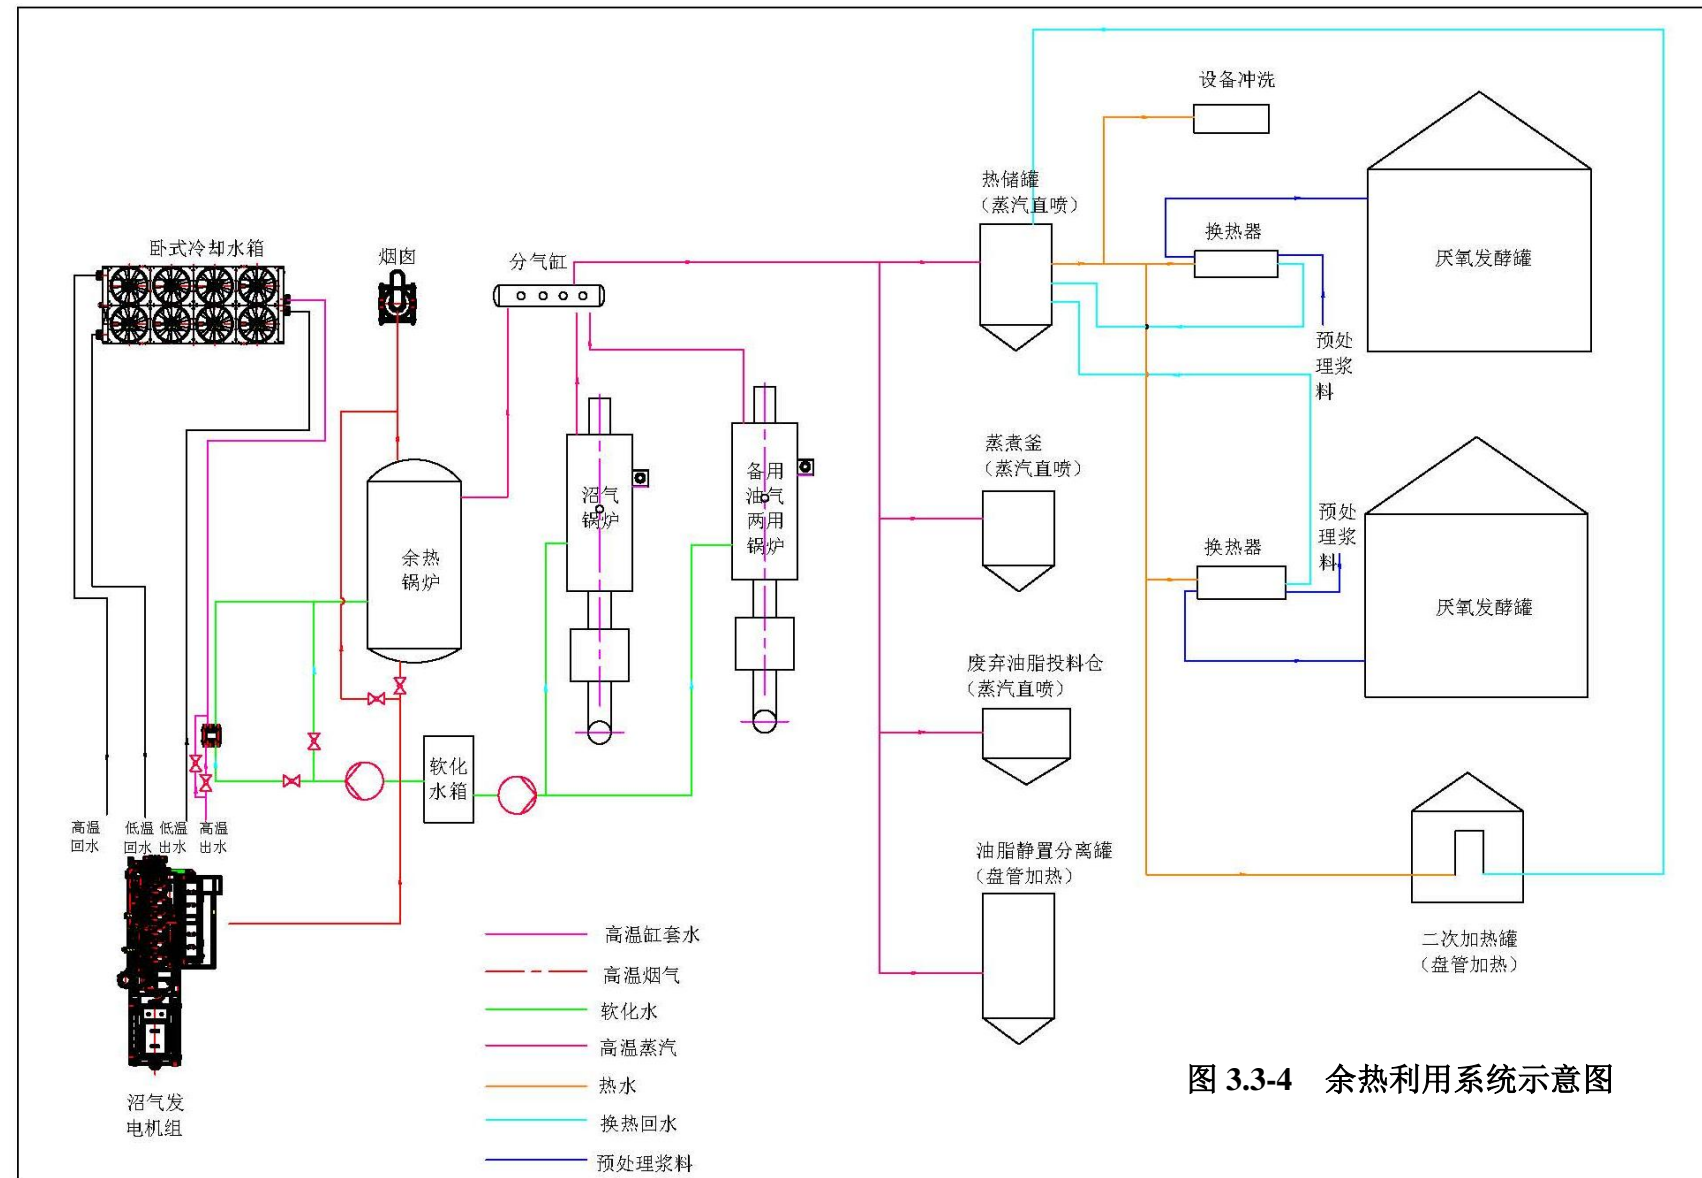 设备冲洗
热储罐
（蒸汽直喷）
换热器
厌氧发酵罐
卧式冷却水箱
烟囱
分气缸
预处
理浆
料
蒸煮釜
（蒸汽直喷）
沼气
锅炉
备用
油气
两用
锅炉
余热
锅炉
预处
理浆
料
换热器
厌氧发酵罐
废弃油脂投料仓
（蒸汽直喷）
软化
水箱
高温
回水
低温
回水
低温
出水
高温
出水
油脂静置分离罐
（盘管加热）
二次加热罐
（盘管加热）
高温缸套水
高温烟气
软化水
高温蒸汽
热水
换热回水
预处理浆料
沼气发
电机组
图 3.3-4 余热利用系统示意图